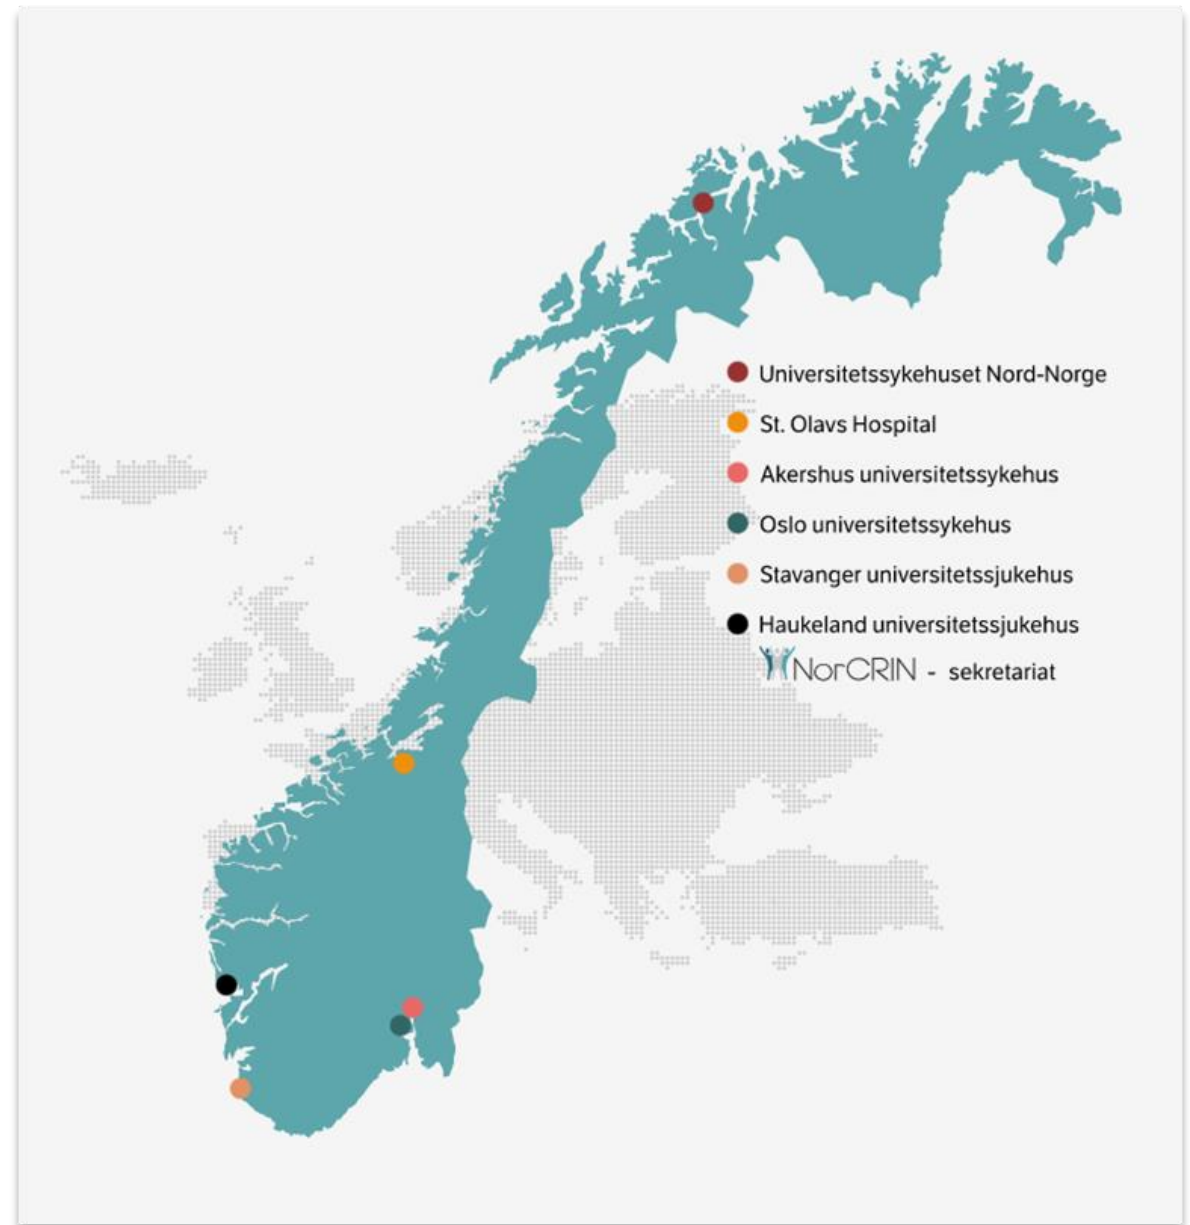 Universitetssykehuset Nord-Norge
St. Olavs Hospital
Akershus universitetssykehus
Oslo universitetssykehus
Stavanger universitetssjukehus
Haukeland universitetssjukehus
NorCRIN - sekretariat